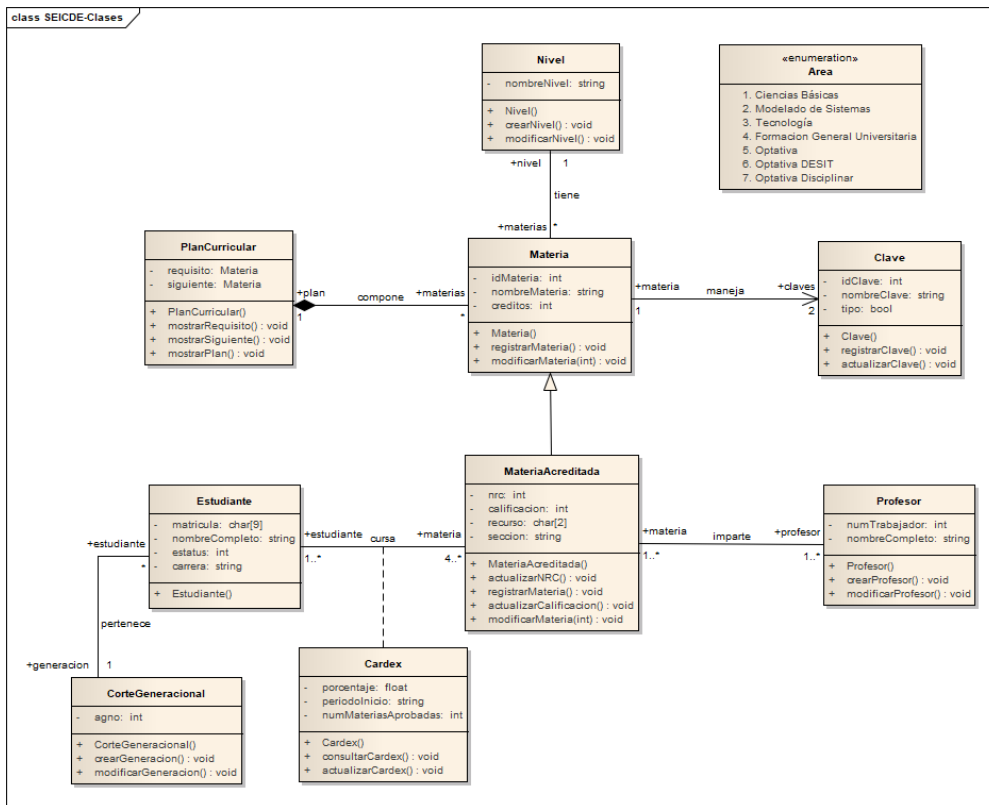 class SEICDE-Clases
Nivel
- nombreNivel: string
+ Nivel()
+ crearNivel() : void
+ modificarNivel() : void
«enumeration»
Area
1. Ciencias Básicas
2. Modelado de Sistemas
3. Tecnología
4. Formacion General Universitaria
5. Optativa
6. Optativa DESIT
7. Optativa Disciplinar
+nivel 1
tiene
+materias *
PlanCurricular
- requisito: Materia
- siguiente: Materia
+ PlanCurricular()
+ mostrarRequisito() : void
+ mostrarSiguiente() : void
+ mostrarPlan() : void
+plan compone +materias
1 *
Materia
- idMateria: int
- nombreMateria: string
- creditos: int
+ Materia()
+ registrarMateria() : void
+ modificarMateria(int) : void
+materia maneja +claves
1 2
Clave
- idClave: int
- nombreClave: string
- tipo: bool
+ Clave()
+ registrarClave() : void
+ actualizarClave() : void
MateriaAcreditada
- nrc: int
- calificacion: int
- recurso: char[2]
- seccion: string
+ MateriaAcreditada()
+ actualizarNRC() : void
+ registrarMateria() : void
+ actualizarCalificacion() : void
+ modificarMateria(int) : void
Estudiante
- matricula: char[9]
- nombreCompleto: string
- estatus: int
- carrera: string
+ Estudiante()
+estudiante cursa +materia
1..* 4..*
+materia imparte +profesor
1..* 1..*
Profesor
- numTrabajador: int
- nombreCompleto: string
+ Profesor()
+ crearProfesor() : void
+ modificarProfesor() : void
+estudiante
*
pertenece
+generacion 1
CorteGeneracional
- agno: int
+ CorteGeneracional()
+ crearGeneracion() : void
+ modificarGeneracion() : void
Cardex
- porcentaje: float
- periodoInicio: string
- numMateriasAprobadas: int
+ Cardex()
+ consultarCardex() : void
+ actualizarCardex() : void